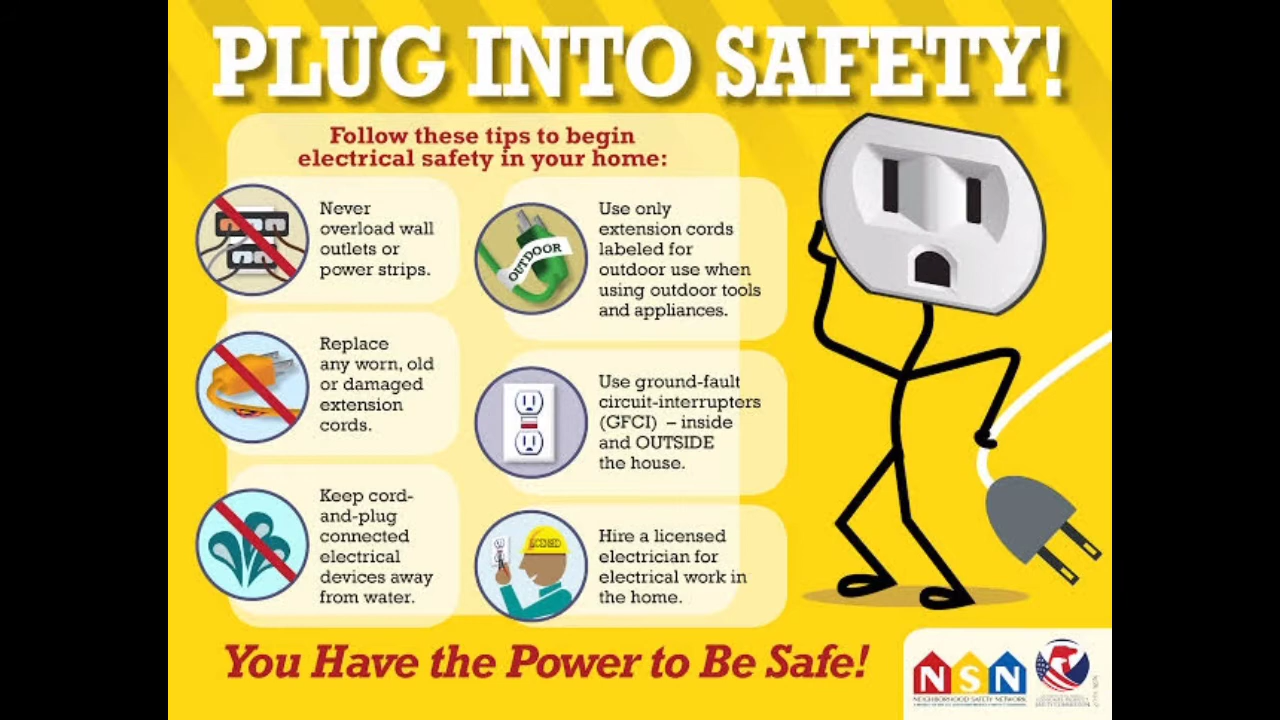 PLUG INTO SAFETY!
Follow these tips to begin
electrical safety in your home:
Never
overload wall
outlets or
power strips.
Replace
any worn, old
or damaged
extension
cords.
Keep cord-
and-plug
connected
electrical
devices away
from water.
OUTDOOR
Use only
extension cords
labeled for
outdoor use when
using outdoor tools
and appliances.
Use ground-fault
circuit-interrupters
(GFCI) – inside
and OUTSIDE
the house.
LICENSED
Hire a licensed
electrician for
electrical work in
the home.
You Have the Power to Be Safe!
NSN
NEIGHBORHOOD SAFETY NETWORK